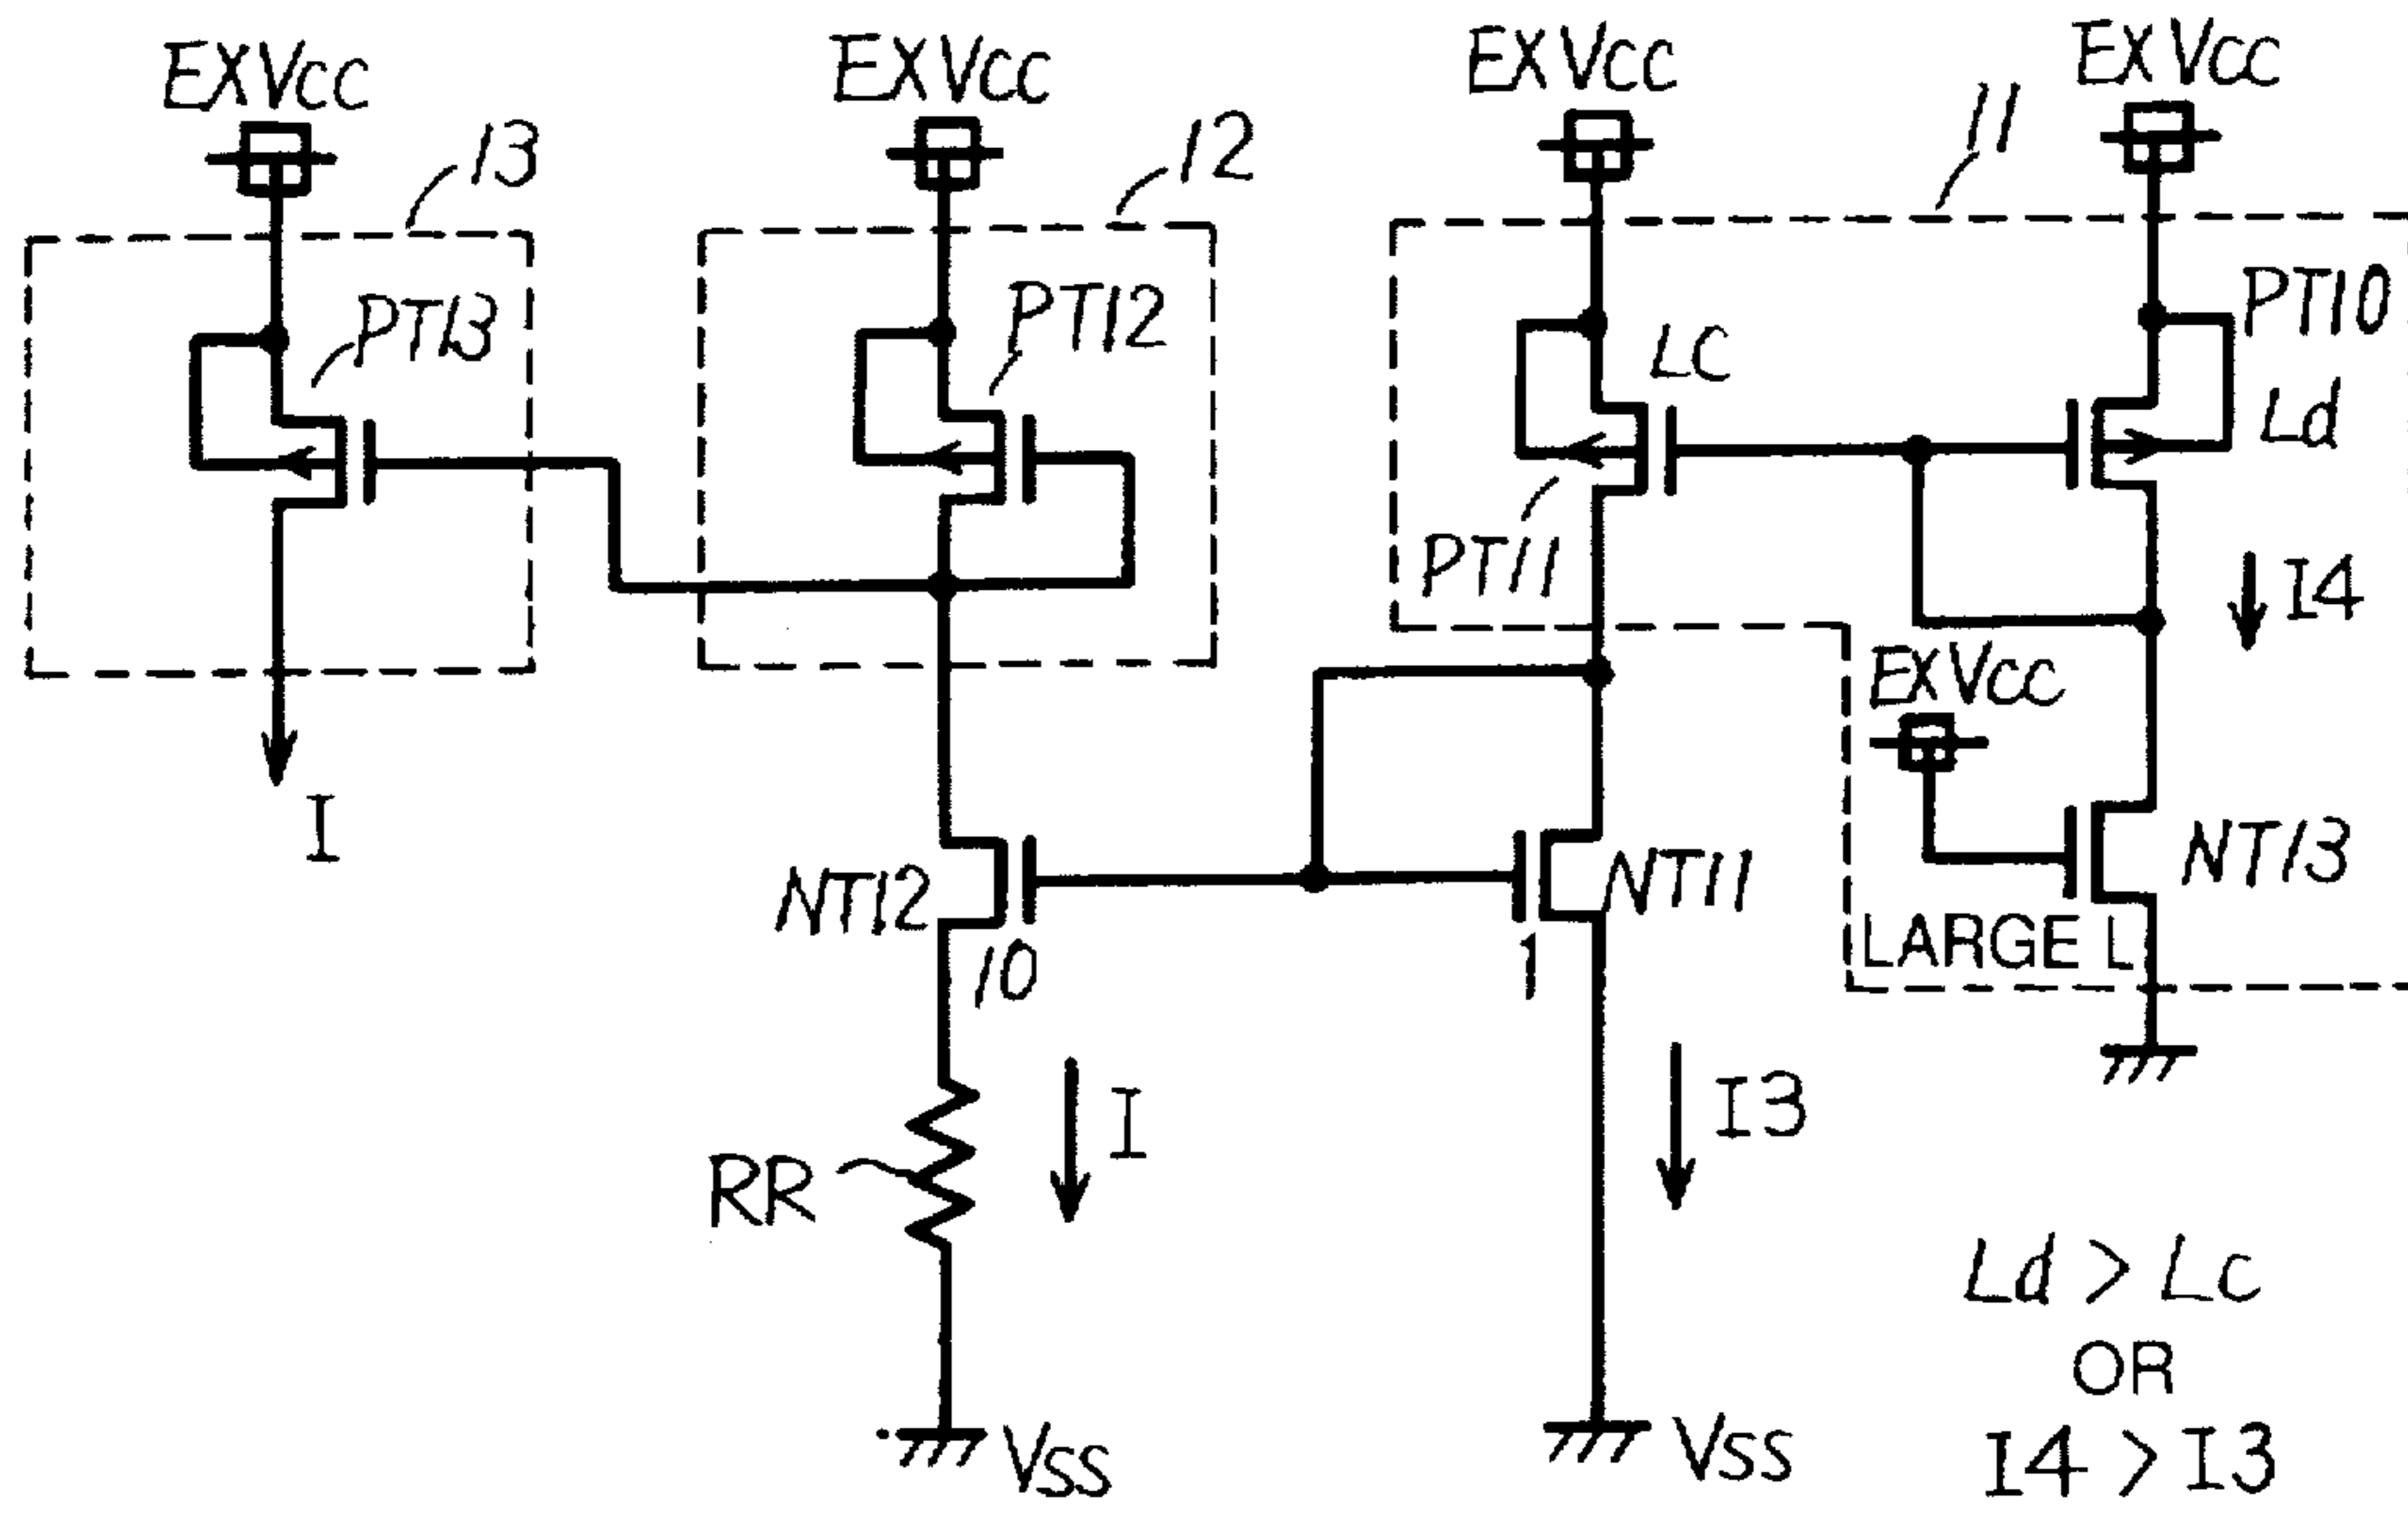 EXVCC
EXVCC
EXVCC
EXVCC
13
12
11
PT13
PT12
LC
PT10
Ld
PT11
I4
EXVCC
I
NT12
10
NT11
1
NT13
LARGE L
RR
I
I3
Ld > LC
OR
I4 > I3
VSS
VSS